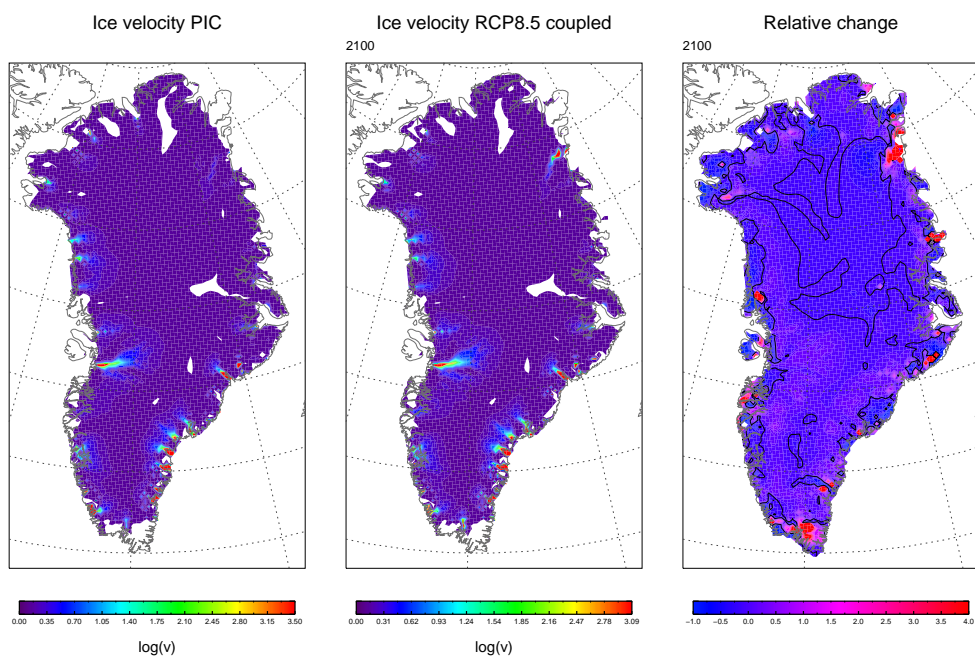 Ice velocity PIC
Ice velocity RCP8.5 coupled
Relative change
2100
2100
0.00 0.35 0.70 1.05 1.40 1.75 2.10 2.45 2.80 3.15 3.50
0.00 0.31 0.62 0.93 1.24 1.54 1.85 2.16 2.47 2.78 3.09
−1.0 −0.5 0.0 0.5 1.0 1.5 2.0 2.5 3.0 3.5 4.0
log(v)
log(v)